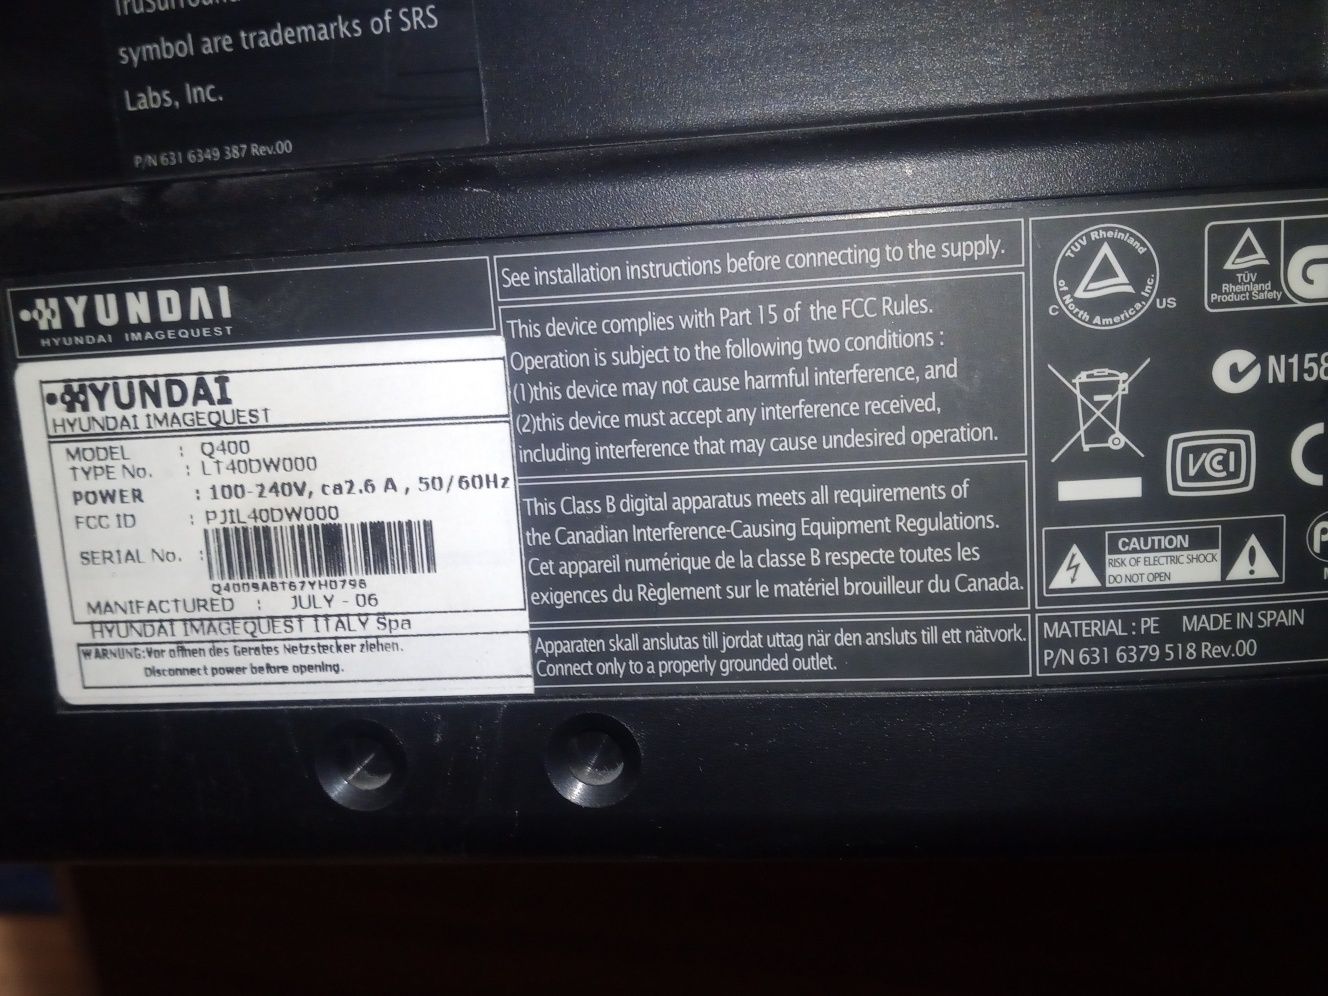 symbol are trademarks of SRS
Labs, Inc.
P/N 631 6349 387 Rev.00
HYUNDAI
HYUNDAI IMAGEQUEST
HYUNDAI
HYUNDAI IMAGEQUEST
MODEL : Q400
TYPE No. : LT40DW000
POWER : 100-240V, ca2.6 A , 50/60Hz
FCC ID : PJIL40DW000
SERIAL No. :
Q4009ABT67YH0798
MANIFACTURED : JULY - 06
HYUNDAI IMAGEQUEST ITALY Spa
WARNUNG:Vor offnen des Gerates Netzstecker ziehen.
Disconnect power before opening.
See installation instructions before connecting to the supply.
This device complies with Part 15 of the FCC Rules.
Operation is subject to the following two conditions :
(1)this device may not cause harmful interference, and
(2)this device must accept any interference received,
including interference that may cause undesired operation.
This Class B digital apparatus meets all requirements of
the Canadian Interference-Causing Equipment Regulations.
Cet appareil numérique de la classe B respecte toutes les
exigences du Règlement sur le matériel brouilleur du Canada.
Apparaten skall anslutas till jordat uttag när den ansluts till ett nätvork.
Connect only to a properly grounded outlet.
TÜV Rheinland
of North America, Inc.
C US
TÜV
Rheinland
Product Safety
G
N158
VCCI
CAUTION
RISK OF ELECTRIC SHOCK
DO NOT OPEN
MATERIAL : PE MADE IN SPAIN
P/N 631 6379 518 Rev.00